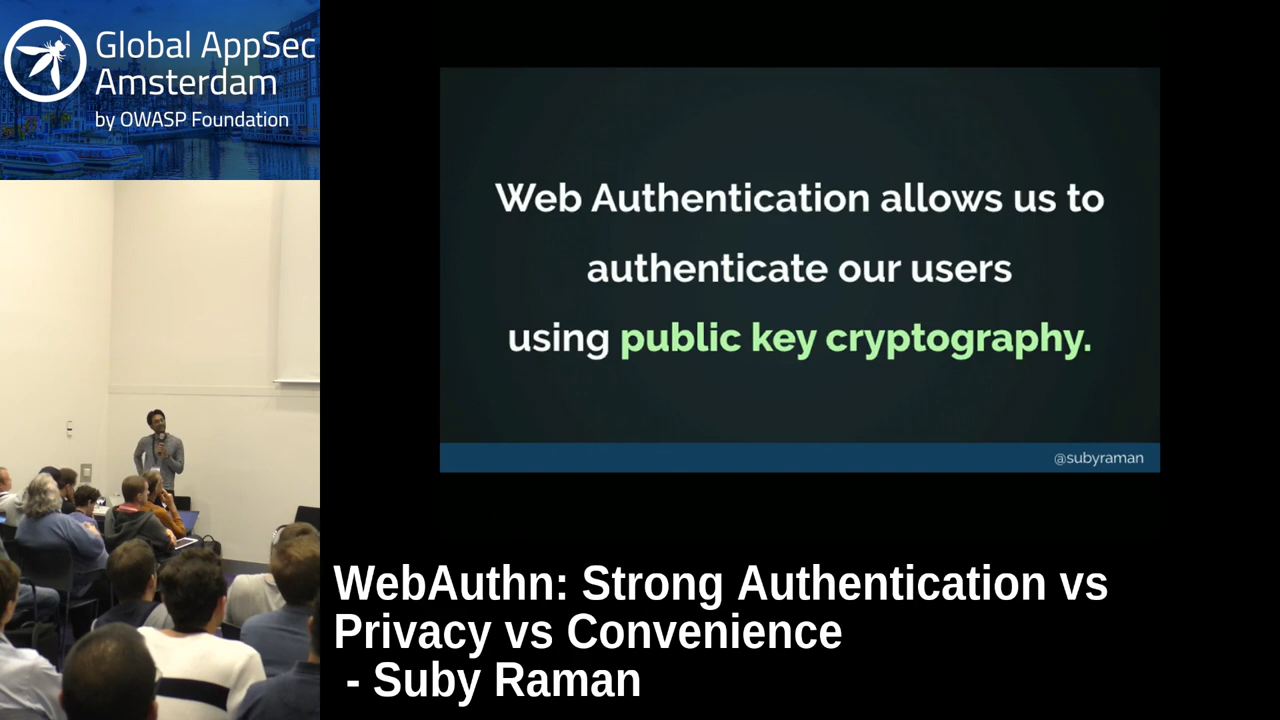 Global AppSec
Amsterdam
by OWASP Foundation
Web Authentication allows us to
authenticate our users
using public key cryptography.
@subyraman
WebAuthn: Strong Authentication vs
Privacy vs Convenience
- Suby Raman